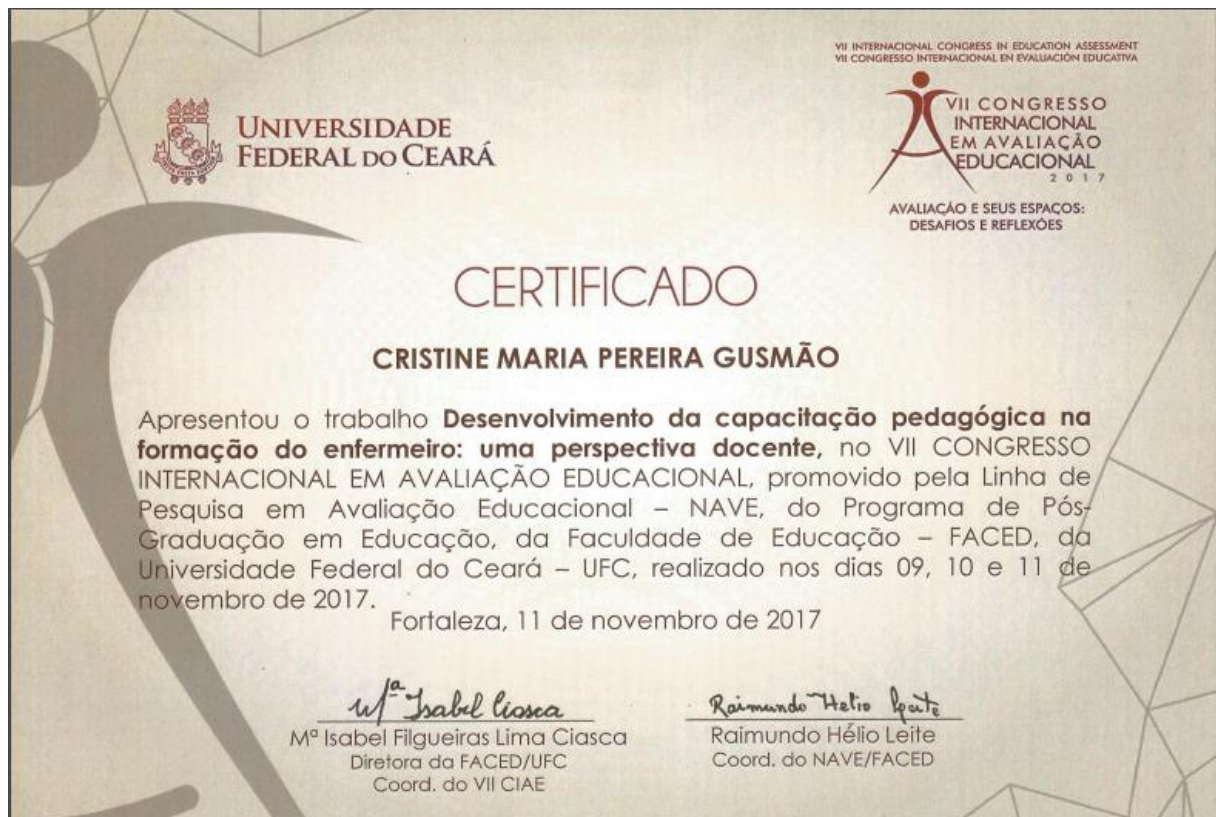 VII INTERNACIONAL CONGRESS IN EDUCATION ASSESSMENT
VII CONGRESSO INTERNACIONAL EN EVALUACIÓN EDUCATIVA
UNIVERSIDADE
FEDERAL DO CEARÁ
VII CONGRESSO
INTERNACIONAL
EM AVALIAÇÃO
EDUCACIONAL
2017
AVALIAÇÃO E SEUS ESPAÇOS:
DESAFIOS E REFLEXÕES
CERTIFICADO
CRISTINE MARIA PEREIRA GUSMÃO
Apresentou o trabalho Desenvolvimento da capacitação pedagógica na
formação do enfermeiro: uma perspectiva docente, no VII CONGRESSO
INTERNACIONAL EM AVALIAÇÃO EDUCACIONAL, promovido pela Linha de
Pesquisa em Avaliação Educacional – NAVE, do Programa de Pós-
Graduação em Educação, da Faculdade de Educação – FACED, da
Universidade Federal do Ceará – UFC, realizado nos dias 09, 10 e 11 de
novembro de 2017.
Fortaleza, 11 de novembro de 2017
Mª Isabel Ciasca
Raimundo Helio Leite
Mª Isabel Filgueiras Lima Ciasca
Raimundo Hélio Leite
Diretora da FACED/UFC
Coord. do NAVE/FACED
Coord. do VII CIAE